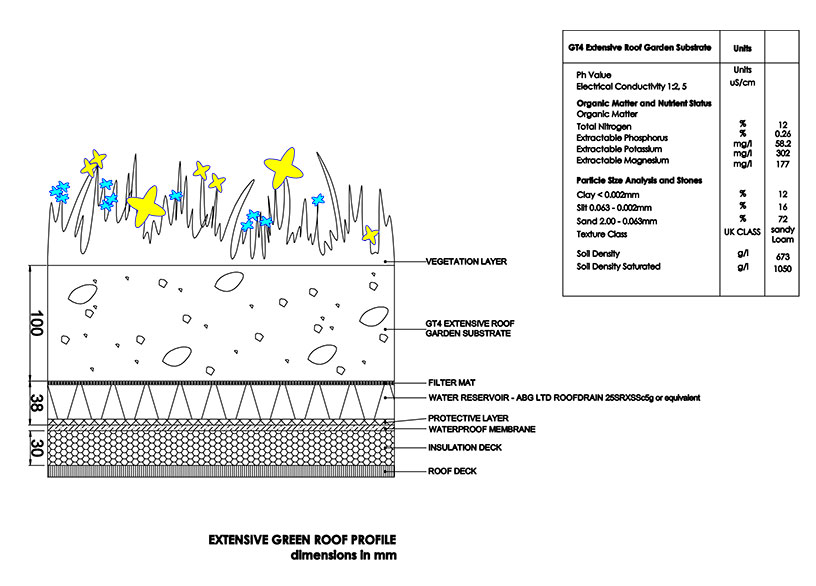 GT4 Extensive Roof Garden Substrate Units
Ph Value Units
Electrical Conductivity 1:2, 5 uS/cm
Organic Matter and Nutrient Status
Organic Matter % 12
Total Nitrogen % 0.26
Extractable Phosphorus mg/l 58.2
Extractable Potassium mg/l 302
Extractable Magnesium mg/l 177
Particle Size Analysis and Stones
Clay < 0.002mm % 12
Silt 0.063 - 0.002mm % 16
Sand 2.00 - 0.063mm % 72
Texture Class UK CLASS sandy Loam
Soil Density g/l 673
Soil Density Saturated g/l 1050
VEGETATION LAYER
100
GT4 EXTENSIVE ROOF
GARDEN SUBSTRATE
FILTER MAT
38
WATER RESERVOIR - ABG LTD ROOFDRAIN 25SRXSSc5g or equivalent
PROTECTIVE LAYER
WATERPROOF MEMBRANE
30
INSULATION DECK
ROOF DECK
EXTENSIVE GREEN ROOF PROFILE
dimensions in mm